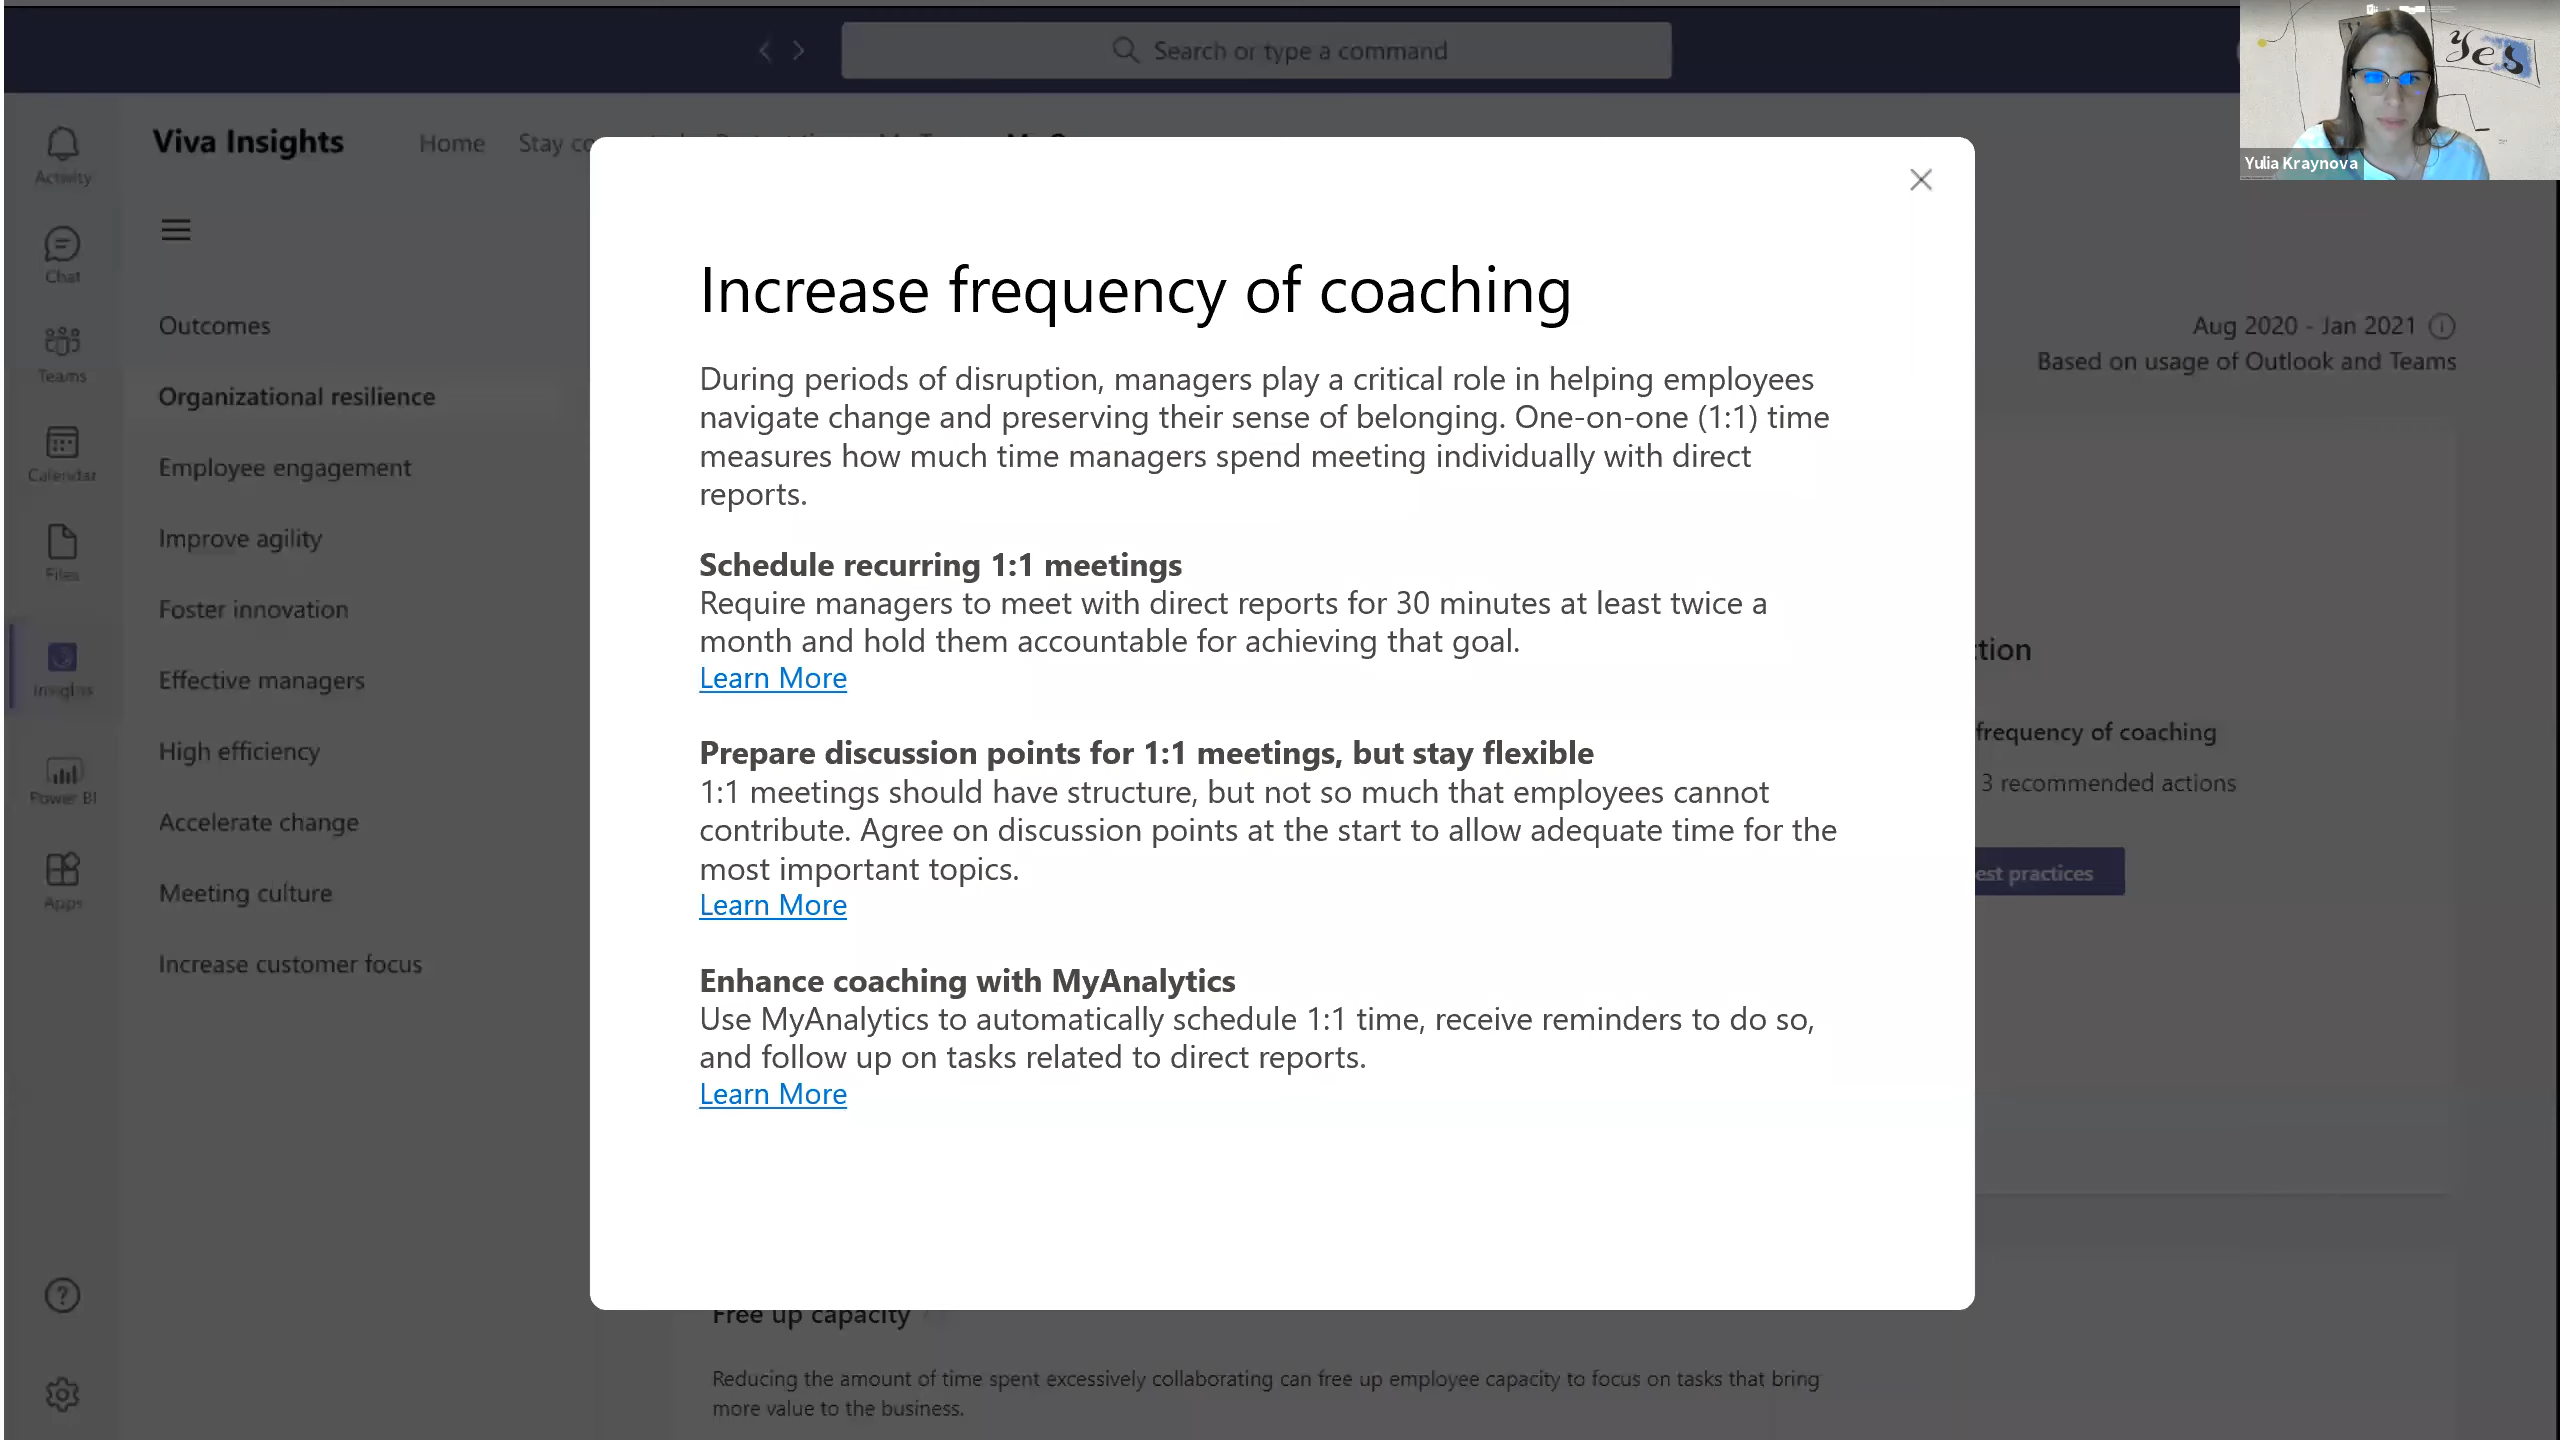 Search or type a command
Yes
Yulia Kraynova
Viva Insights
Home
Stay
Activity
Chat
Teams
Calendar
Files
Insights
Power BI
Apps
Outcomes
Organizational resilience
Employee engagement
Improve agility
Foster innovation
Effective managers
High efficiency
Accelerate change
Meeting culture
Increase customer focus
Increase frequency of coaching
During periods of disruption, managers play a critical role in helping employees
navigate change and preserving their sense of belonging. One-on-one (1:1) time
measures how much time managers spend meeting individually with direct
reports.
Schedule recurring 1:1 meetings
Require managers to meet with direct reports for 30 minutes at least twice a
month and hold them accountable for achieving that goal.
Learn More
Prepare discussion points for 1:1 meetings, but stay flexible
1:1 meetings should have structure, but not so much that employees cannot
contribute. Agree on discussion points at the start to allow adequate time for the
most important topics.
Learn More
Enhance coaching with MyAnalytics
Use MyAnalytics to automatically schedule 1:1 time, receive reminders to do so,
and follow up on tasks related to direct reports.
Learn More
Aug 2020 - Jan 2021
Based on usage of Outlook and Teams
frequency of coaching
3 recommended actions
practices
Free up capacity
Reducing the amount of time spent excessively collaborating can free up employee capacity to focus on tasks that bring
more value to the business.